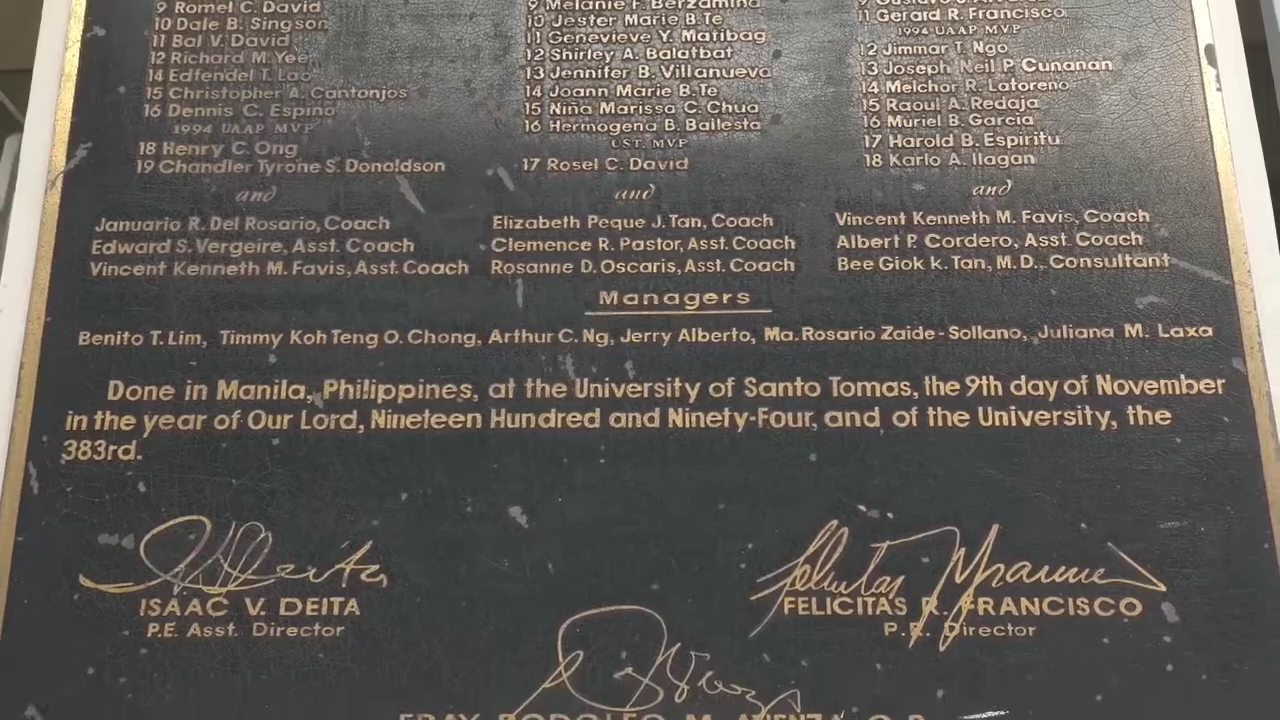 9 Romel C. David
10 Dale B. Singson
11 Bal V. David
12 Richard M. Yee
14 Edfendel T. Lao
15 Christopher A. Cantonjos
16 Dennis C. Espino
1994 UAAP MVP
18 Henry C. Ong
19 Chandler Tyrone S. Donaldson
and
Januario R. Del Rosario, Coach
Edward S. Vergeire, Asst. Coach
Vincent Kenneth M. Favis, Asst. Coach
9 Melanie F. Berzamina
10 Jester Marie B. Te
11 Genevieve Y. Matibag
12 Shirley A. Balatbat
13 Jennifer B. Villanueva
14 Joann Marie B. Te
15 Niña Marissa C. Chua
16 Hermogena B. Bailesta
UST, MVP
17 Rosel C. David
and
Elizabeth Peque J. Tan, Coach
Clemence R. Pastor, Asst. Coach
Rosanne D. Oscaris, Asst. Coach
11 Gerald R. Francisco
1994 UAAP MVP
12 Jimmar T. Ngo
13 Joseph Neil P. Cunanan
14 Melchor R. Latoreno
15 Raoul A. Redaja
16 Muriel B. Garcia
17 Harold B. Espiritu
18 Karlo A. Ilagan
and
Vincent Kenneth M. Favis, Coach
Albert P. Cordero, Asst. Coach
Bee Giok k. Tan, M.D., Consultant
Managers
Benito T. Lim, Timmy Koh Teng O. Chong, Arthur C. Ng, Jerry Alberto, Ma. Rosario Zaide-Sollano, Juliana M. Laxa
Done in Manila, Philippines, at the University of Santo Tomas, the 9th day of November
in the year of Our Lord, Nineteen Hundred and Ninety-Four, and of the University, the
383rd.
ISAAC V. DEITA
P.E. Asst. Director
FELICITAS R. FRANCISCO
P.E. Director
FRAY RODOLFO M.